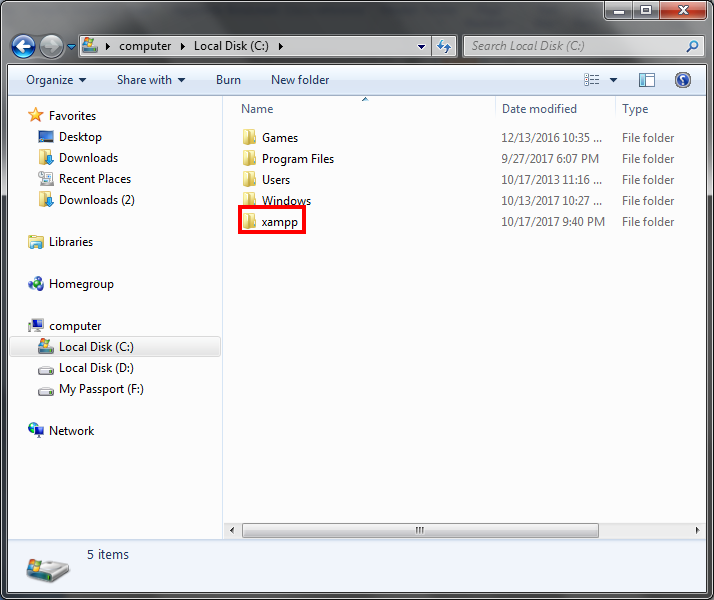 computer Local Disk (C:) Search Local Disk (C:)
Organize Share with Burn New folder
Favorites
Desktop
Downloads
Recent Places
Downloads (2)
Libraries
Homegroup
computer
Local Disk (C:)
Local Disk (D:)
My Passport (F:)
Network
Name Date modified Type
Games 12/13/2016 10:35 ... File folder
Program Files 9/27/2017 6:07 PM File folder
Users 10/17/2013 11:16 ... File folder
Windows 10/13/2017 10:27 ... File folder
xampp 10/17/2017 9:40 PM File folder
5 items